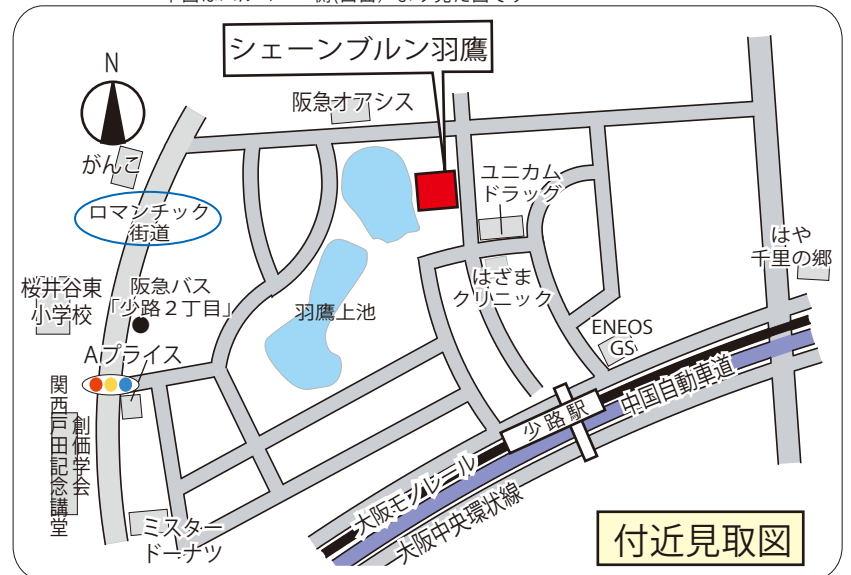 シェーンブルン羽鷹
N
阪急オアシス
がんこ
ユニカム
ドラッグ
ロマンチック
街道
はや
千里の郷
桜井谷東
小学校
阪急バス
「少路２丁目」
はざま
クリニック
羽鷹上池
ENEOS
GS
Aプライス
中国自動車道
少路駅
関西戸田記念講堂
創価学会
大阪モノレール
大阪中央環状線
ミスター
ドーナツ
付近見取図